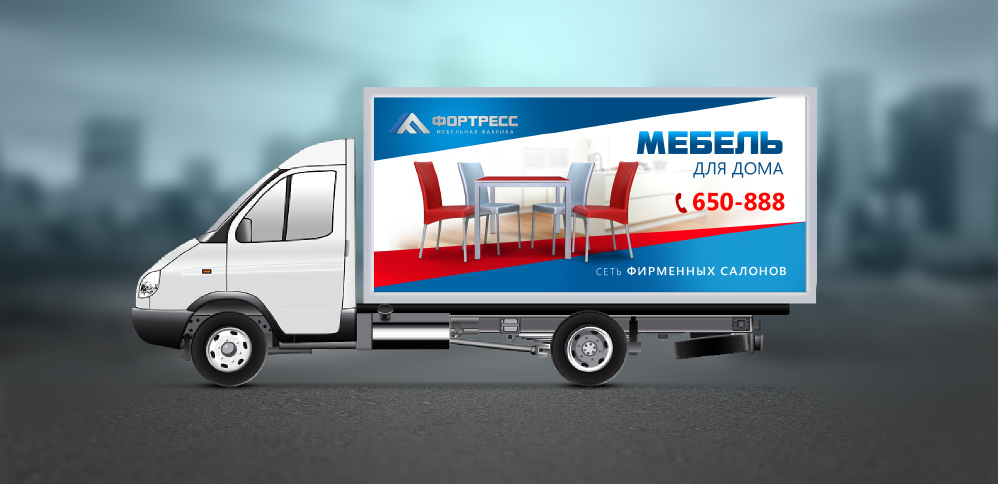 ФОРТРЕСС
МЕБЕЛЬНАЯ ФАБРИКА
МЕБЕЛЬ
ДЛЯ ДОМА
650-888
СЕТЬ ФИРМЕННЫХ САЛОНОВ